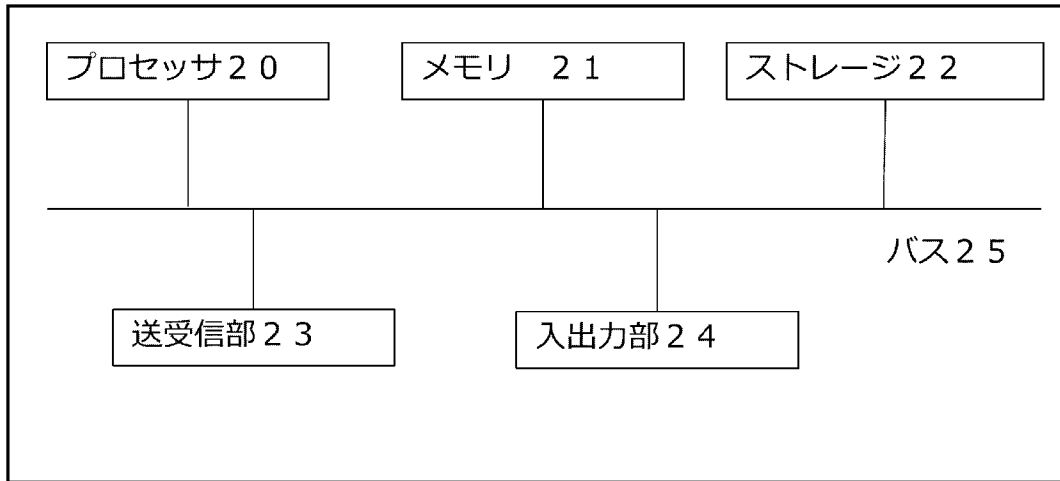 プロセッサ２０
メモリ　２１
ストレージ２２
バス２５
送受信部２３
入出力部２４